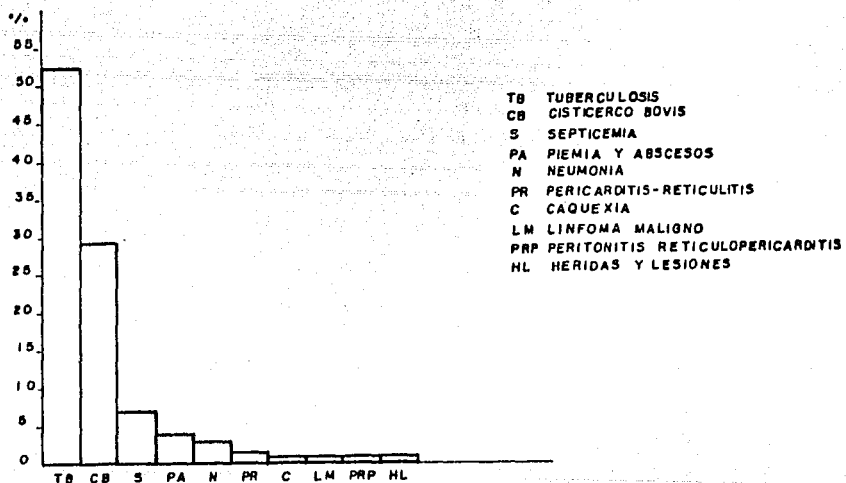 %
55
50
45
40
35
30
25
20
15
10
5
0
TB CB S PA N PR C LM PRP HL
TB TUBERCULOSIS
CB CISTICERCO BOVIS
S SEPTICEMIA
PA PIEMIA Y ABSCESOS
N NEUMONIA
PR PERICARDITIS-RETICULITIS
C CAQUEXIA
LM LINFOMA MALIGNO
PRP PERITONITIS RETICULOPERICARDITIS
HL HERIDAS Y LESIONES